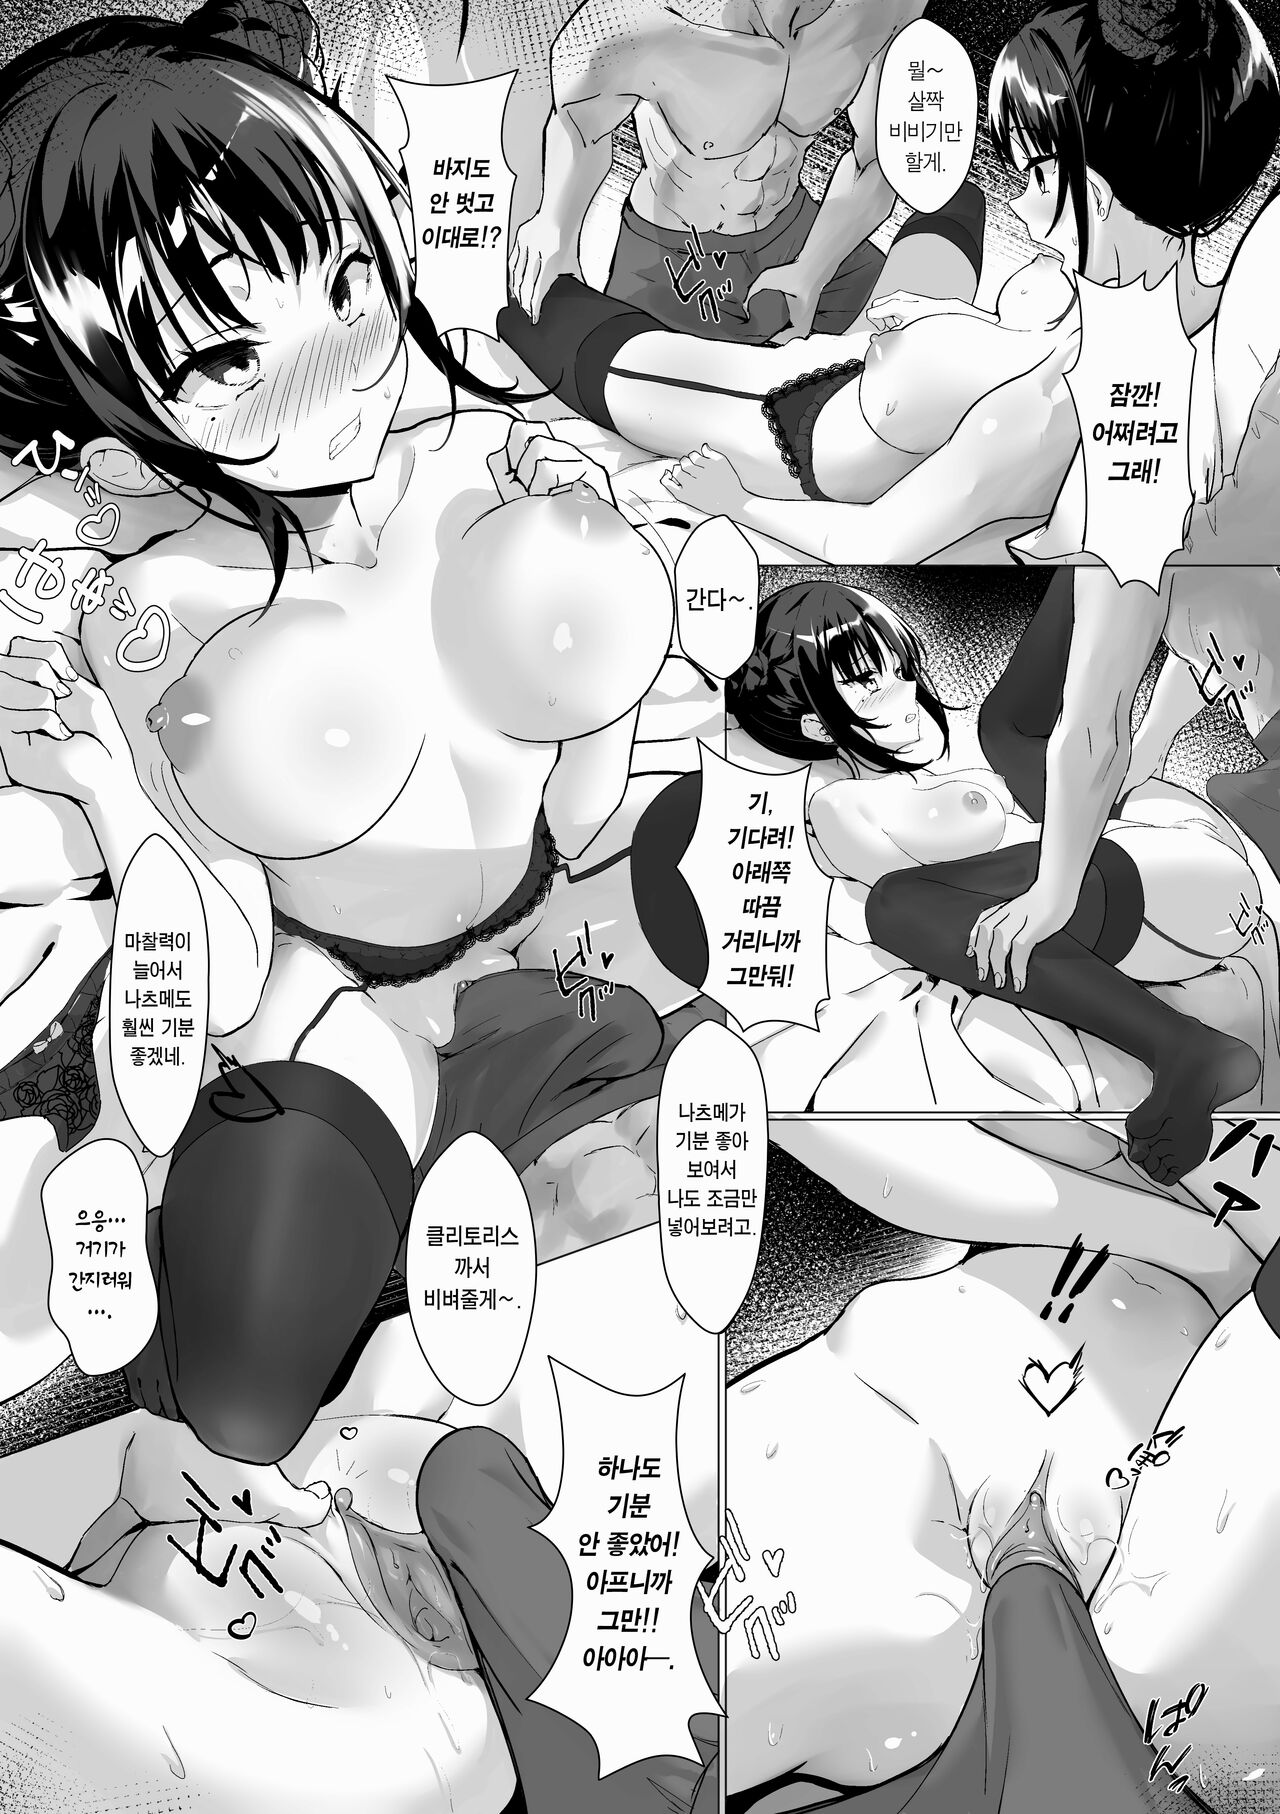 뭘~
살짝
비비기만
할게.
잠깐!
어쩌려고
그래!
바지도
안 벗고
이대로!?
간다~.
기,
기다려!
아래쪽
따끔
거리니까
그만둬!
나츠메가
기분 좋아
보여서
나도 조금만
넣어보려고.
마찰력이
늘어서
나츠메도
훨씬 기분
좋겠네.
으응…
거기가
간지러워
….
클리토리스
까서
비벼줄게~.
하나도
기분
안 좋았어!
아프니까
그만!!
아아아—.
!!